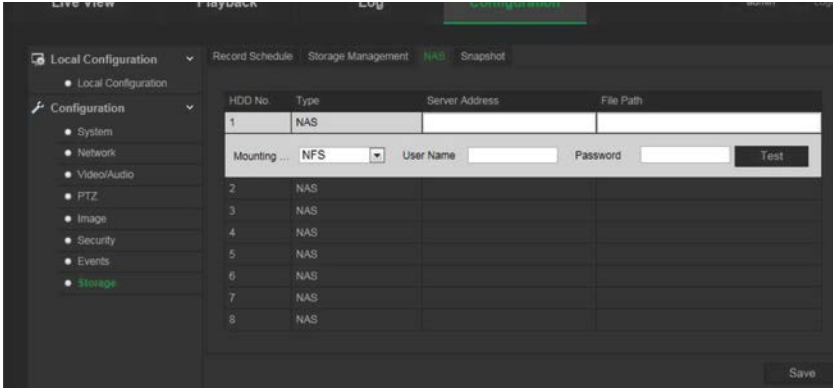 Live View Playback Log Configuration admin
Local Configuration
Local Configuration
Configuration
System
Network
Video/Audio
PTZ
Image
Security
Events
Storage
Record Schedule Storage Management NAS Snapshot
HDD No. Type Server Address File Path
1 NAS
Mounting ... NFS User Name Password Test
2 NAS
3 NAS
4 NAS
5 NAS
6 NAS
7 NAS
8 NAS
Save